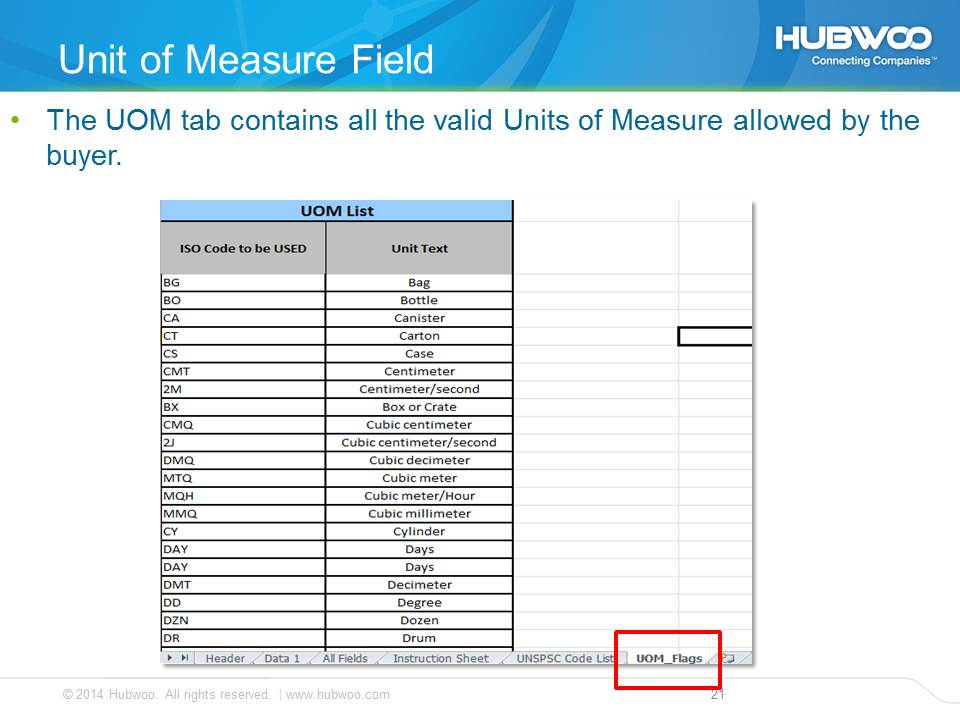 Unit of Measure Field
HUBWOO
Connecting Companies™
• The UOM tab contains all the valid Units of Measure allowed by the
buyer.
UOM List
ISO Code to be USED Unit Text
BG Bag
BO Bottle
CA Canister
CT Carton
CS Case
CMT Centimeter
2M Centimeter/second
BX Box or Crate
CMQ Cubic centimeter
2J Cubic centimeter/second
DMQ Cubic decimeter
MTQ Cubic meter
MQH Cubic meter/Hour
MMQ Cubic millimeter
CY Cylinder
DAY Days
DAY Days
DMT Decimeter
DD Degree
DZN Dozen
DR Drum
Header Data 1 All Fields Instruction Sheet UNSPSC Code List UOM_Flags
© 2014 Hubwoo. All rights reserved. | www.hubwoo.com 21